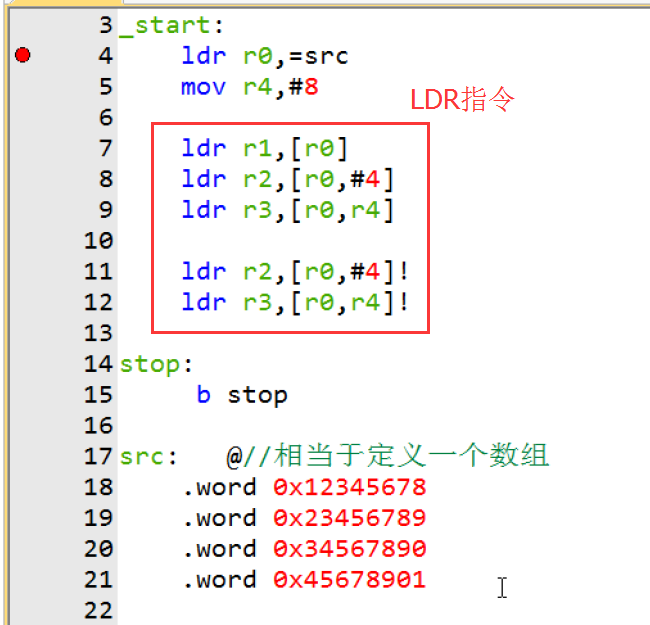 3 _start:
4 ldr r0,=src
5 mov r4,#8
LDR指令
6
7 ldr r1,[r0]
8 ldr r2,[r0,#4]
9 ldr r3,[r0,r4]
10
11 ldr r2,[r0,#4]!
12 ldr r3,[r0,r4]!
13
14 stop:
15 b stop
16
17 src: @//相当于定义一个数组
18 .word 0x12345678
19 .word 0x23456789
20 .word 0x34567890
21 .word 0x45678901
22